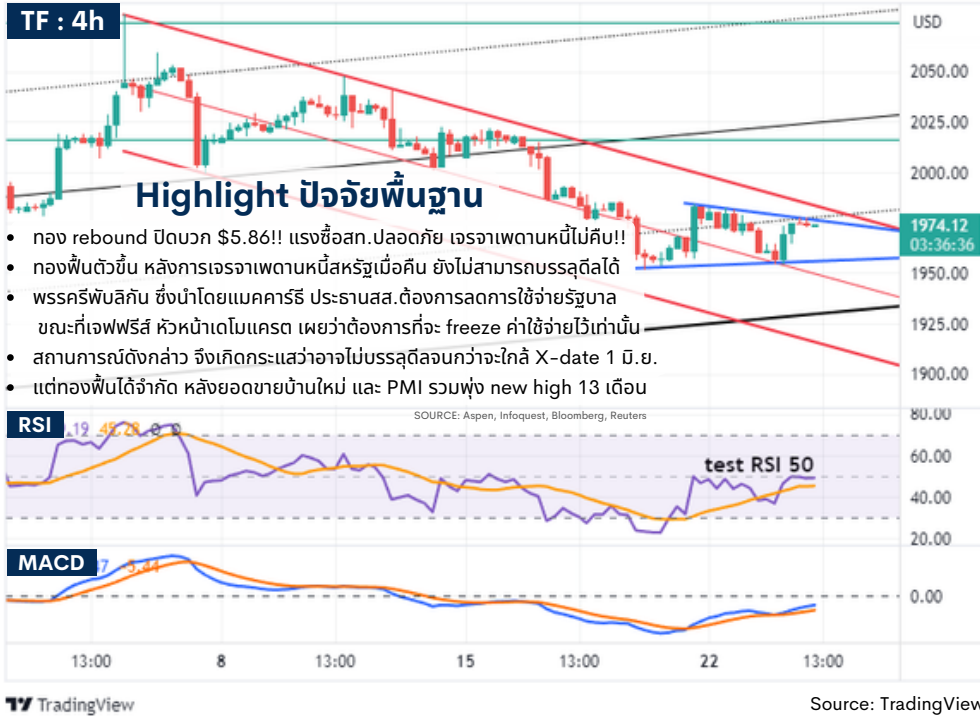 TF : 4h
USD
2050.00
2025.00
2000.00
Highlight ปัจจัยพื้นฐาน
1974.12
03:36:36
• ทอง rebound ปิดบวก $5.86!! แรงซื้อสท.ปลอดภัย เจรจาเพดานหนี้ไม่คืบ!!
• ทองฟื้นตัวขึ้น หลังการเจรจาเพดานหนี้สหรัฐเมื่อคืน ยังไม่สามารถบรรลุดีลได้
1950.00
• พรรครีพับลิกัน ซึ่งนำโดยแมคคาร์ธี ประธานสส.ต้องการลดการใช้จ่ายรัฐบาล
ขณะที่เจฟฟรีส์ หัวหน้าเดโมแครต เผยว่าต้องการที่จะ freeze ค่าใช้จ่ายไว้เท่านั้น
1925.00
• สถานการณ์ดังกล่าว จึงเกิดกระแสว่าอาจไม่บรรลุดีลจนกว่าจะใกล้ X-date 1 มิ.ย.
1900.00
• แต่ทองฟื้นได้จำกัด หลังยอดขายบ้านใหม่ และ PMI รวมพุ่ง new high 13 เดือน
SOURCE: Aspen, Infoquest, Bloomberg, Reuters
80.00
RSI
.19 45.28 0 0
60.00
test RSI 50
40.00
20.00
MACD
37 -5.44
0.00
13:00 8 13:00 15 13:00 22 13:00
TradingView
Source: TradingView